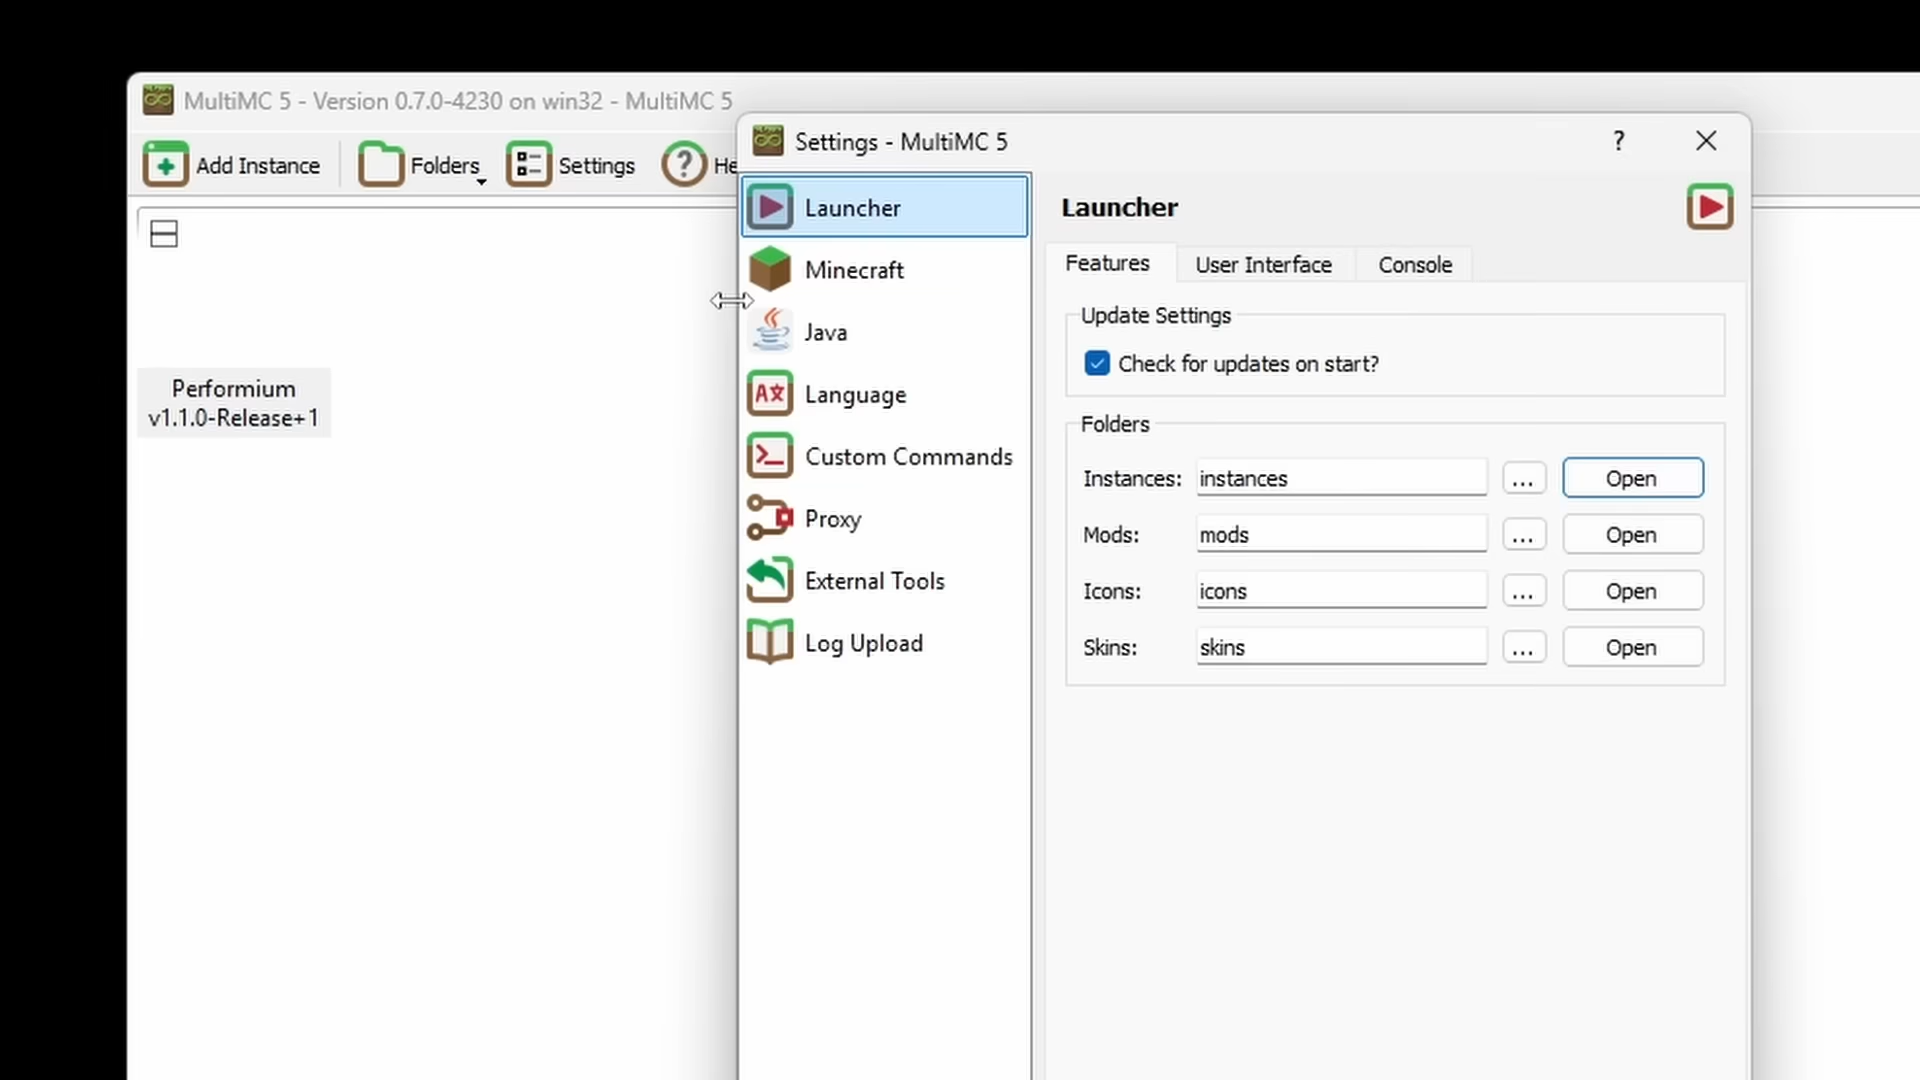 MultiMC 5 - Version 0.7.0-4230 on win32 - MultiMC 5
Add Instance
Folders
Settings
He
Performium
v1.1.0-Release+1
Settings - MultiMC 5
?
Launcher
Minecraft
Java
Language
Custom Commands
Proxy
External Tools
Log Upload
Launcher
Features
User Interface
Console
Update Settings
Check for updates on start?
Folders
Instances: instances ... Open
Mods: mods ... Open
Icons: icons ... Open
Skins: skins ... Open